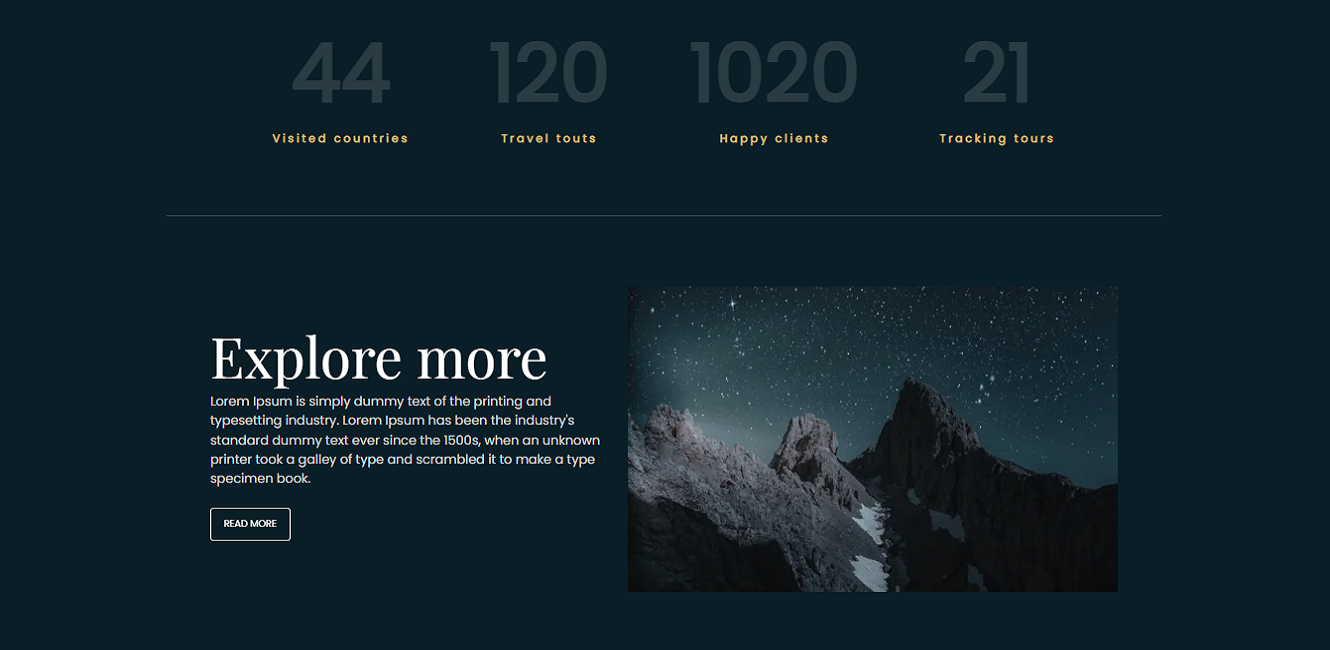 44 120 1020 21
Visited countries Travel touts Happy clients Tracking tours
Explore more
Lorem Ipsum is simply dummy text of the printing and
typesetting industry. Lorem Ipsum has been the industry's
standard dummy text ever since the 1500s, when an unknown
printer took a galley of type and scrambled it to make a type
specimen book.
READ MORE